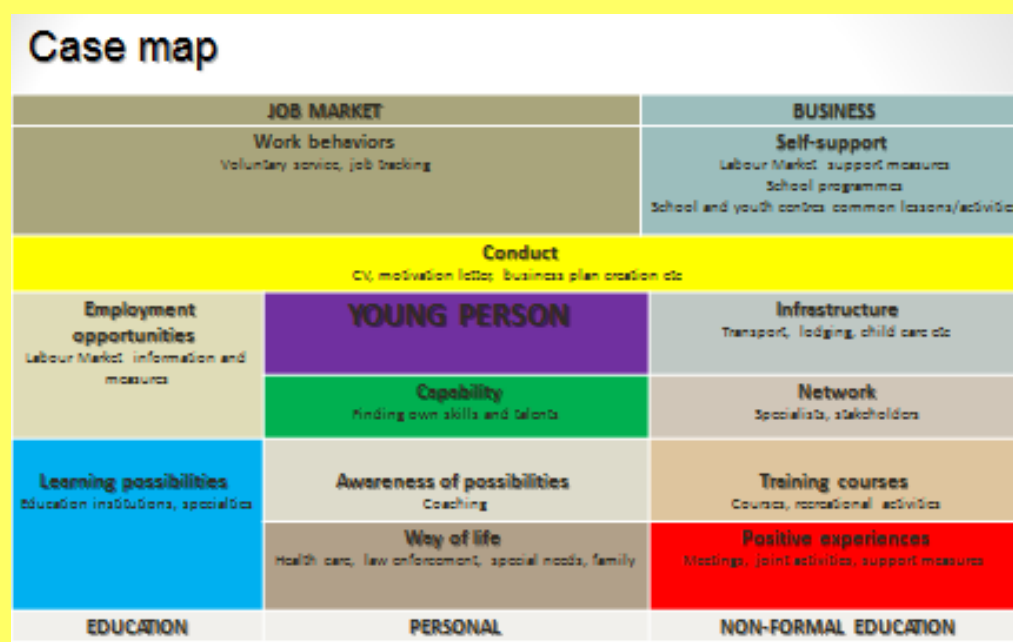 Case map
JOB MARKET
BUSINESS
Work behaviors
Voluntary service, job tracking
Self-support
Labour Market support measures
School programmes
School and youth centres common lessons/activitie
Conduct
CV, motivation letter, business plan creation etc
Employment
opportunities
Labour Market information and
measures
YOUNG PERSON
Infrastructure
Transport, lodging, child care etc
Capability
Finding own skills and talents
Network
Specialists, stakeholders
Learning possibilities
Education institutions, specialties
Awareness of possibilities
Coaching
Training courses
Courses, recreational activities
Way of life
Health care, law enforcement, special needs, family
Positive experiences
Meetings, joint activities, support measures
EDUCATION
PERSONAL
NON-FORMAL EDUCATION